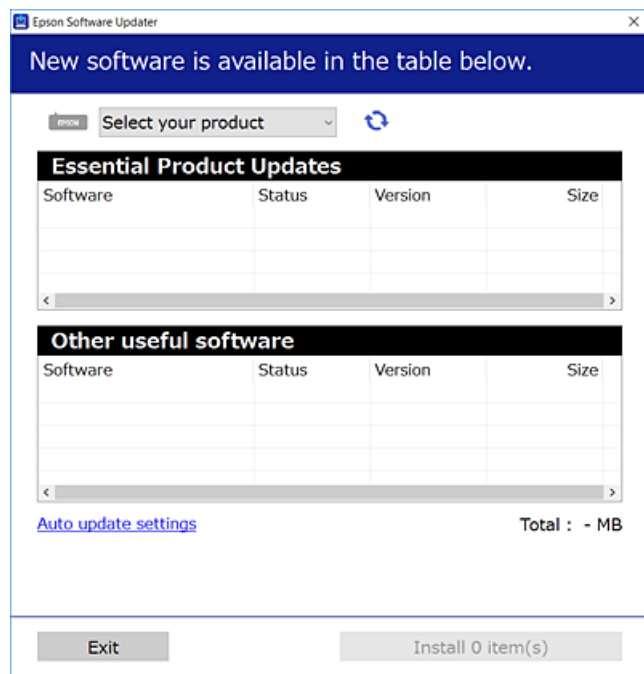 Epson Software Updater
New software is available in the table below.
EPSON Select your product
Essential Product Updates
Software Status Version Size
Other useful software
Software Status Version Size
Auto update settings Total : - MB
Exit Install 0 item(s)